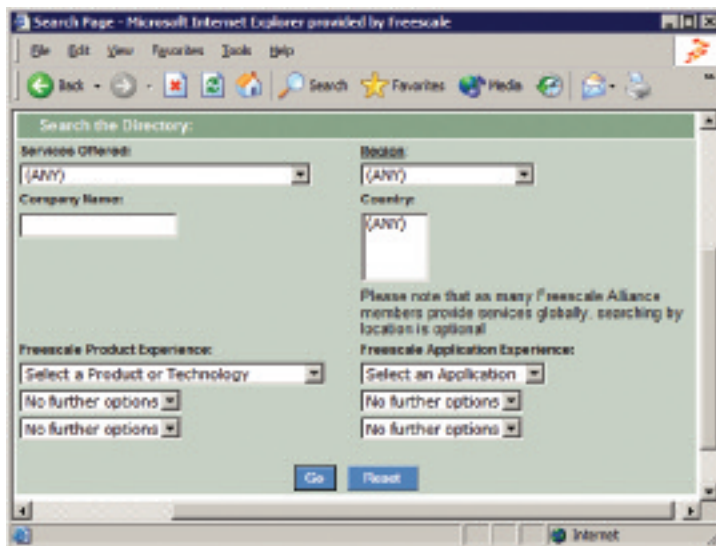 Search Page - Microsoft Internet Explorer provided by Freescale
File Edit View Favorites Tools Help
Back Search Favorites Media
Search the Directory:
Services Offered:
(ANY)
Region:
(ANY)
Company Name:
Country:
(ANY)
Please note that as many Freescale Alliance
members provide services globally, searching by
location is optional
Freescale Product Experience:
Select a Product or Technology
No further options
No further options
Freescale Application Experience:
Select an Application
No further options
No further options
Go Reset
Internet